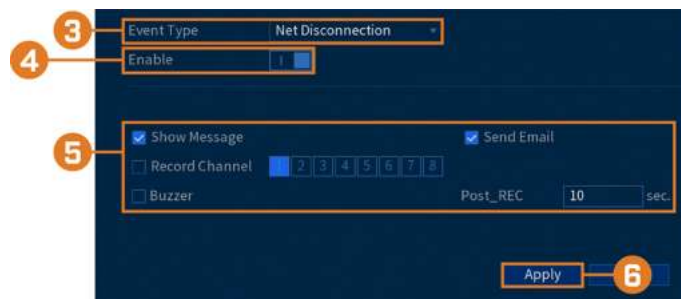 3 Event Type Net Disconnection
4 Enable
5 Show Message Send Email
Record Channel 1 2 3 4 5 6 7 8
Buzzer Post_REC 10 sec.
Apply 6